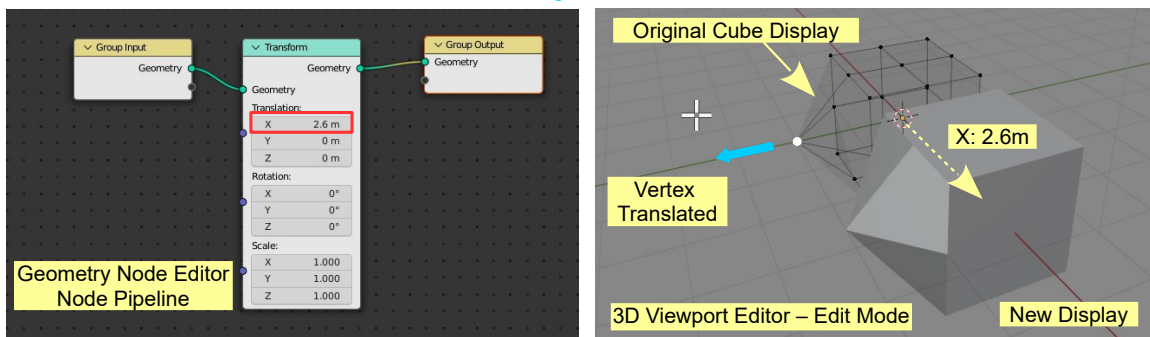 Group Input
Geometry
Transform
Geometry
Geometry
Translation:
X 2.6 m
Y 0 m
Z 0 m
Rotation:
X 0°
Y 0°
Z 0°
Scale:
X 1.000
Y 1.000
Z 1.000
Group Output
Geometry
Geometry Node Editor
Node Pipeline
Original Cube Display
X: 2.6m
Vertex
Translated
3D Viewport Editor – Edit Mode
New Display